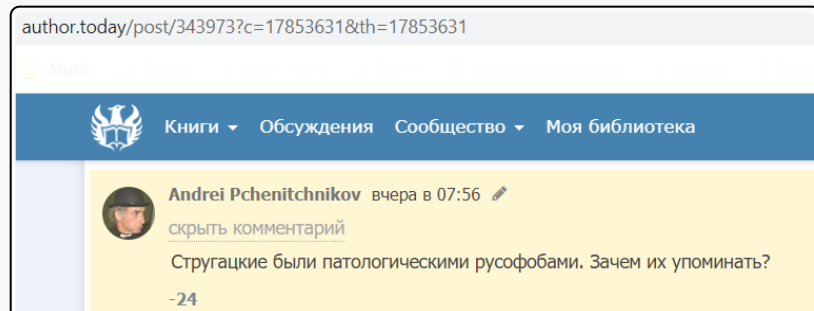 author.today/post/343973?c=17853631&th=17853631
Music
Книги Обсуждения Сообщество Моя библиотека
Andrei Pchenitchnikov вчера в 07:56
скрыть комментарий
Стругацкие были патологическими русофобами. Зачем их упоминать?
-24